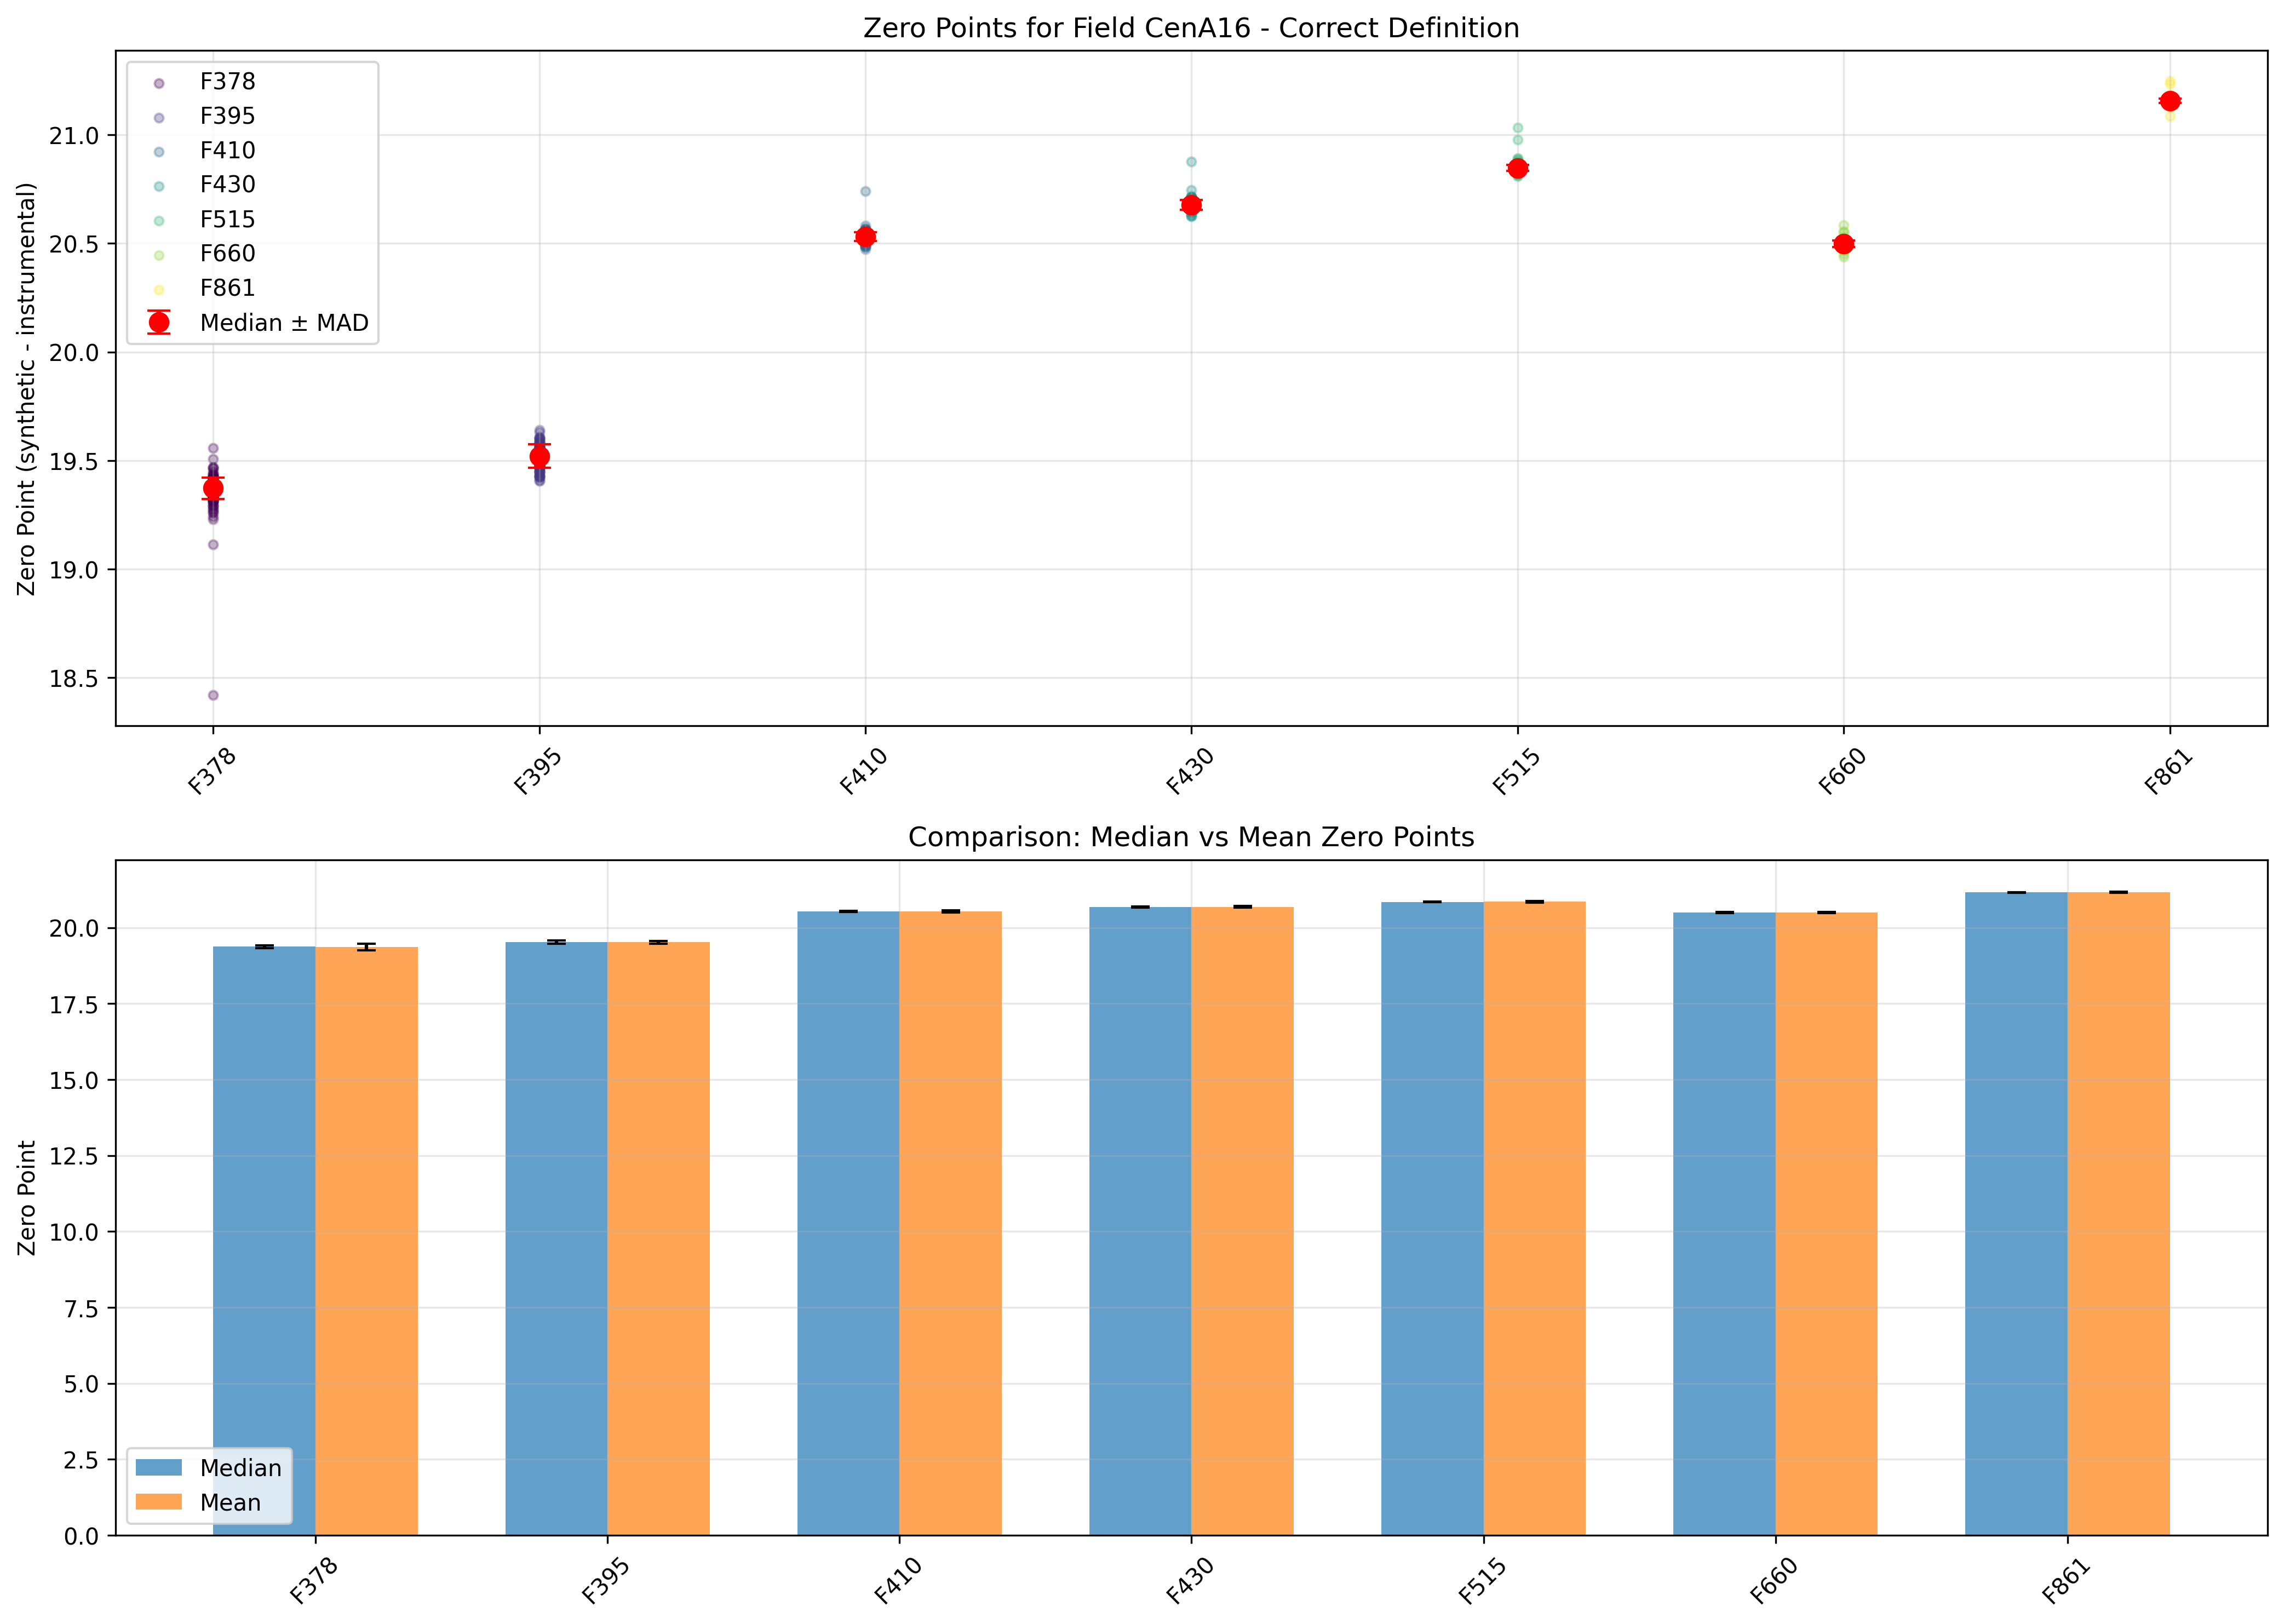 Zero Points for Field CenA16 - Correct Definition
Zero Point (synthetic - instrumental)
21.0
20.5
20.0
19.5
19.0
18.5
F378
F395
F410
F430
F515
F660
F861
Median ± MAD
F378
F395
F410
F430
F515
F660
F861
Comparison: Median vs Mean Zero Points
Zero Point
20.0
17.5
15.0
12.5
10.0
7.5
5.0
2.5
0.0
Median
Mean
F378
F395
F410
F430
F515
F660
F861